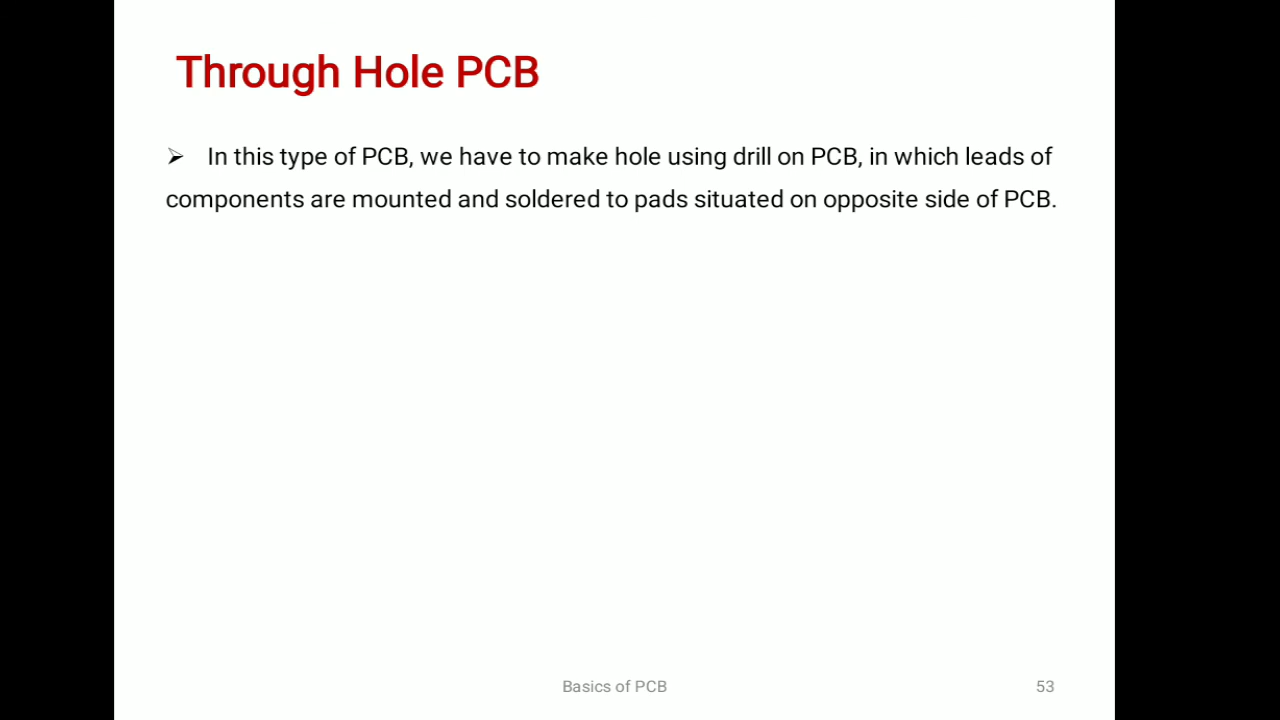 Through Hole PCB
➢ In this type of PCB, we have to make hole using drill on PCB, in which leads of
components are mounted and soldered to pads situated on opposite side of PCB.
Basics of PCB
53